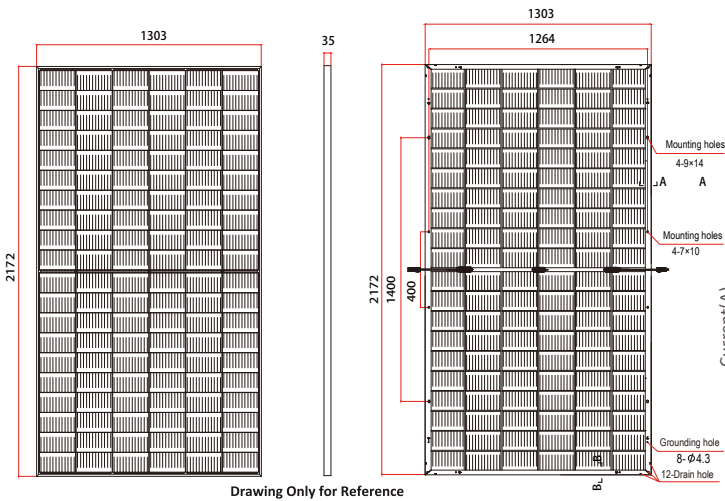 1303
35
1303
1264
2172
2172
1400
400
Mounting holes
4-9×14
A
A
Mounting holes
4-7×10
Current(A)
Grounding hole
8-Φ4.3
12-Drain hole
B
B
Drawing Only for Reference